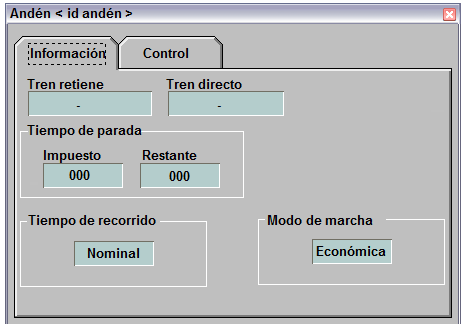 Andén < id andén >
Información Control
Tren retiene Tren directo
- -
Tiempo de parada
Impuesto Restante
000 000
Tiempo de recorrido Modo de marcha
Nominal Económica